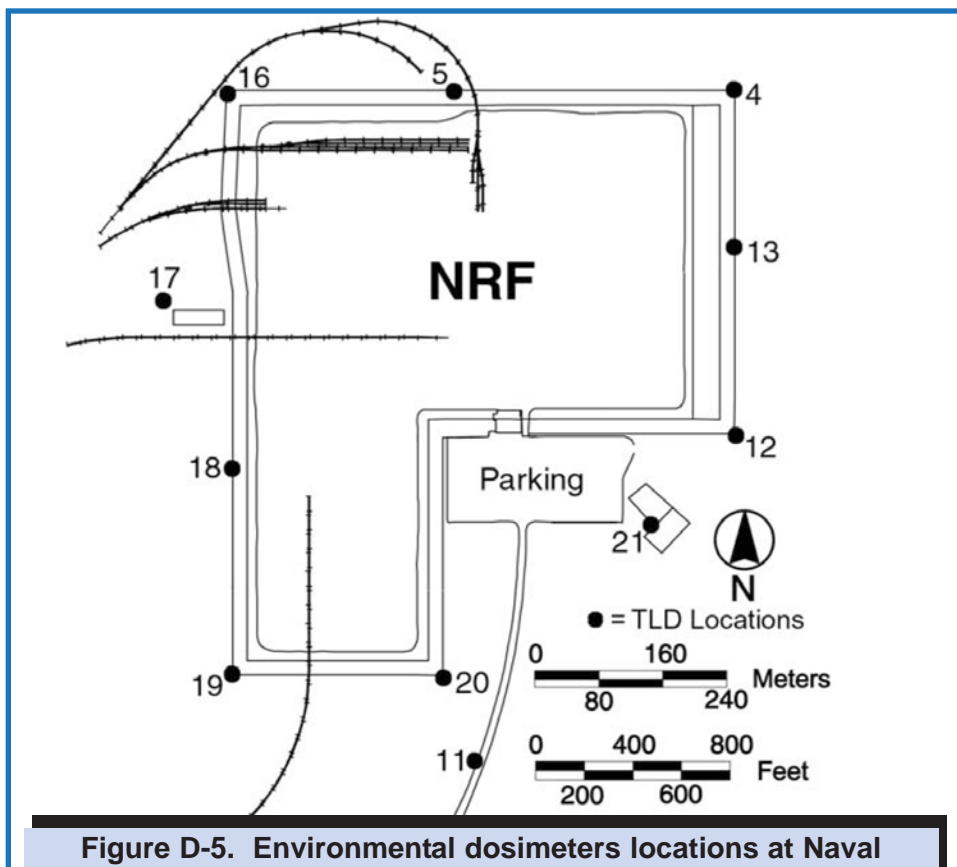 16
5
4
13
NRF
17
12
18
Parking
21
N
= TLD Locations
0 160
Meters
80 240
19
20
0 400 800
Feet
200 600
11
Figure D-5. Environmental dosimeters locations at Naval